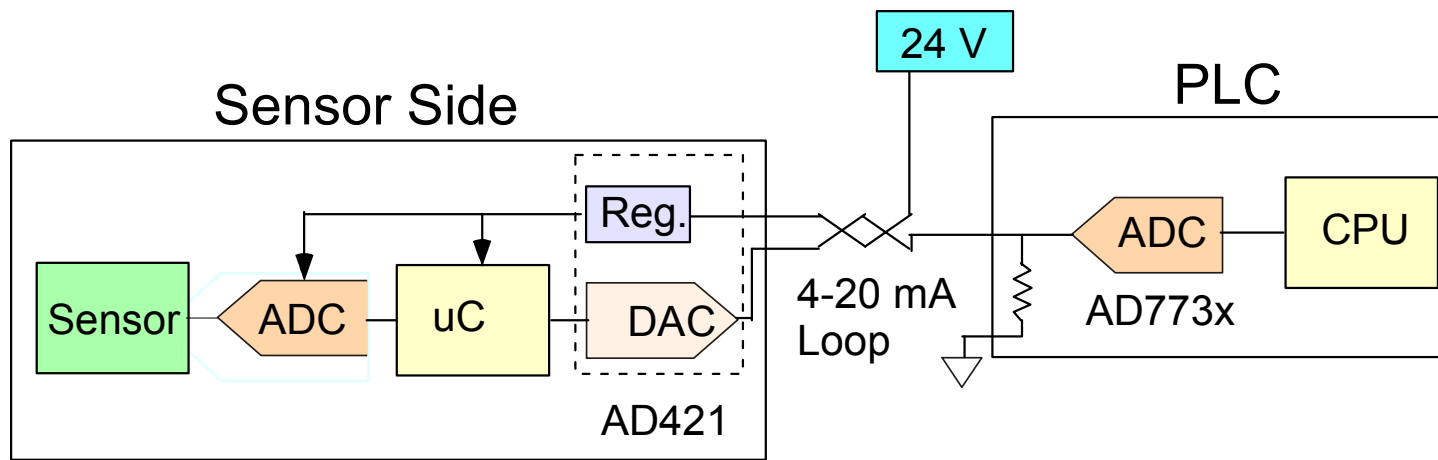 24 V
Sensor Side
PLC
Reg.
Sensor
ADC
uC
DAC
AD421
4-20 mA
Loop
ADC
CPU
AD773x